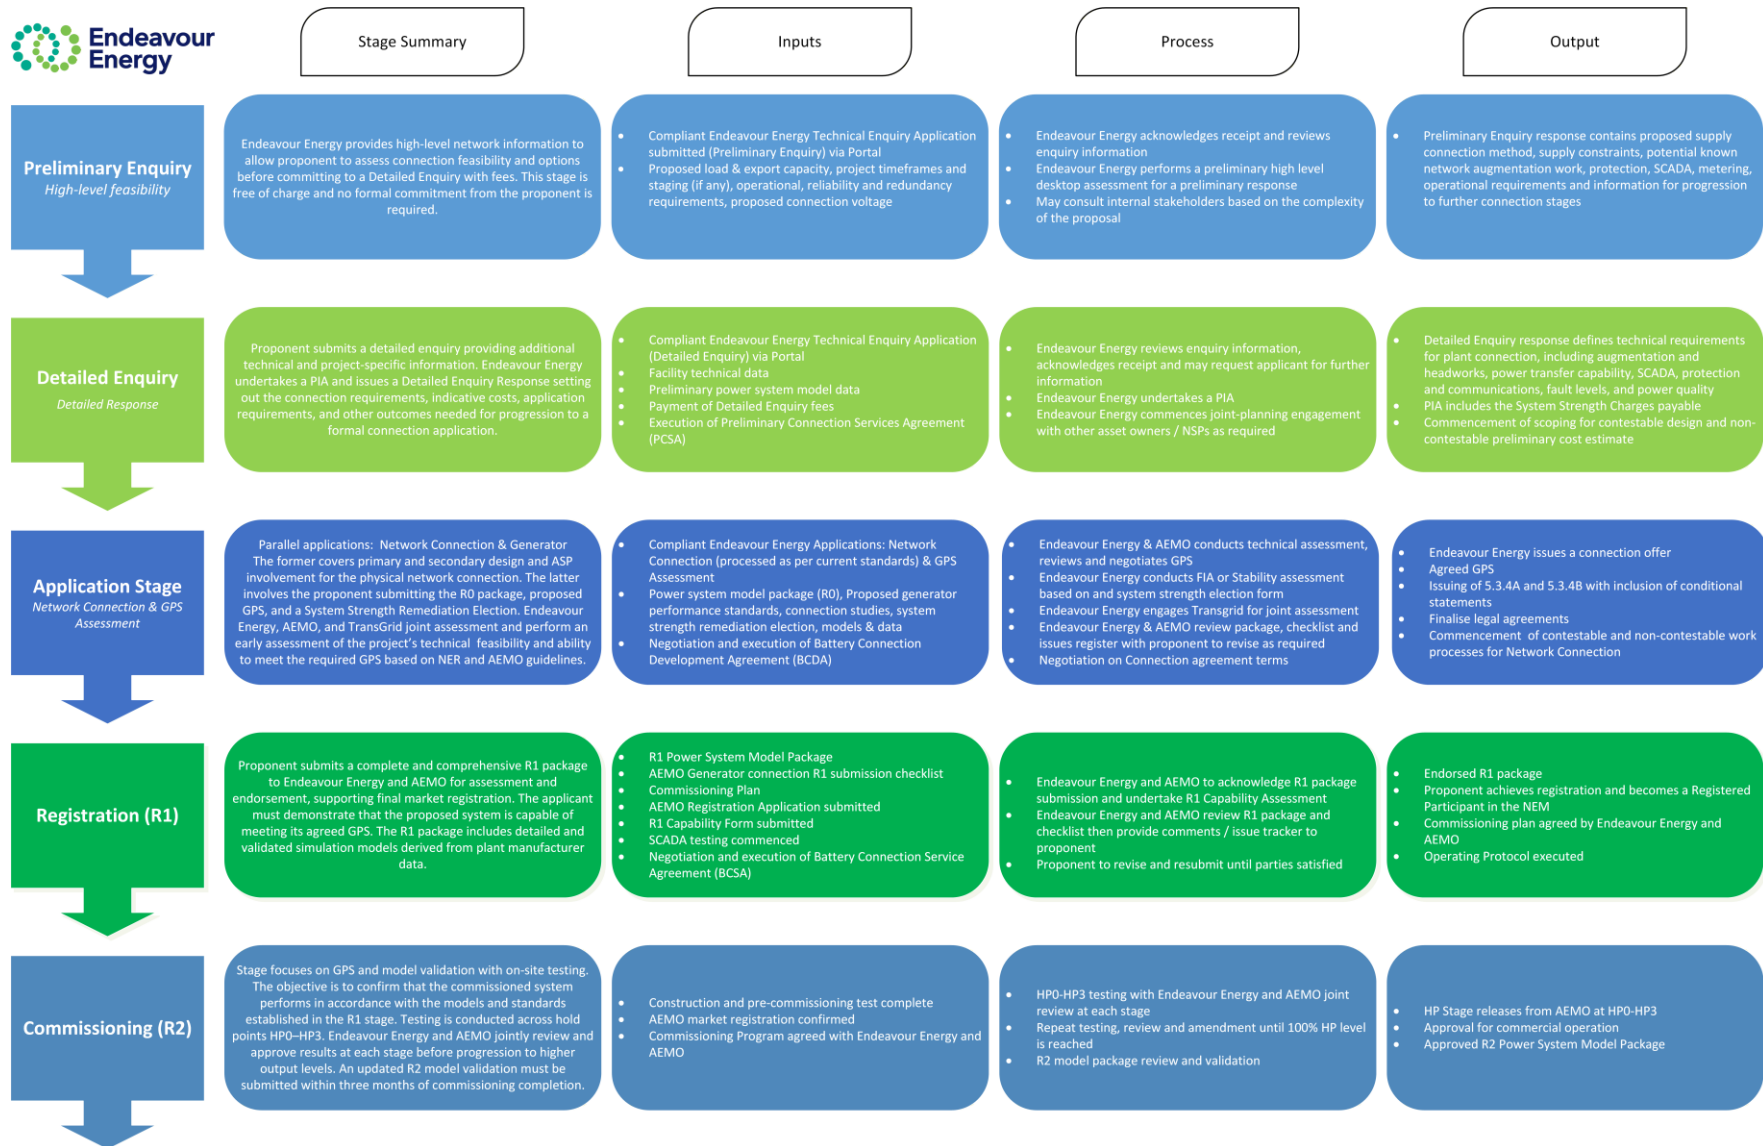 Endeavour
Energy
Stage Summary
Inputs
Process
Output
Preliminary Enquiry
High-level feasibility
Endeavour Energy provides high-level network information to
allow proponent to assess connection feasibility and options
before committing to a Detailed Enquiry with fees. This stage is
free of charge and no formal commitment from the proponent is
required.
• Compliant Endeavour Energy Technical Enquiry Application
submitted (Preliminary Enquiry) via Portal
• Proposed load & export capacity, project timeframes and
staging (if any), operational, reliability and redundancy
requirements, proposed connection voltage
• Endeavour Energy acknowledges receipt and reviews
enquiry information
• Endeavour Energy performs a preliminary high level
desktop assessment for a preliminary response
• May consult internal stakeholders based on the complexity
of the proposal
• Preliminary Enquiry response contains proposed supply
connection method, supply constraints, potential known
network augmentation work, protection, SCADA, metering,
operational requirements and information for progression
to further connection stages
Detailed Enquiry
Detailed Response
Proponent submits a detailed enquiry providing additional
technical and project-specific information. Endeavour Energy
undertakes a PIA and issues a Detailed Enquiry Response setting
out the connection requirements, indicative costs, application
requirements, and other outcomes needed for progression to a
formal connection application.
• Compliant Endeavour Energy Technical Enquiry Application
(Detailed Enquiry) via Portal
• Facility technical data
• Preliminary power system model data
• Payment of Detailed Enquiry fees
• Execution of Preliminary Connection Services Agreement
(PCSA)
• Endeavour Energy reviews enquiry information,
acknowledges receipt and may request applicant for further
information
• Endeavour Energy undertakes a PIA
• Endeavour Energy commences joint-planning engagement
with other asset owners / NSPs as required
• Detailed Enquiry response defines technical requirements
for plant connection, including augmentation and
headworks, power transfer capability, SCADA, protection
and communications, fault levels, and power quality
• PIA includes the System Strength Charges payable
• Commencement of scoping for contestable design and non-
contestable preliminary cost estimate
Application Stage
Network Connection & GPS
Assessment
Parallel applications: Network Connection & Generator
The former covers primary and secondary design and ASP
involvement for the physical network connection. The latter
involves the proponent submitting the R0 package, proposed
GPS, and a System Strength Remediation Election. Endeavour
Energy, AEMO, and TransGrid joint assessment and perform an
early assessment of the project's technical feasibility and ability
to meet the required GPS based on NER and AEMO guidelines.
• Compliant Endeavour Energy Applications: Network
Connection (processed as per current standards) & GPS
Assessment
• Power system model package (R0), Proposed generator
performance standards, connection studies, system
strength remediation election, models & data
• Negotiation and execution of Battery Connection
Development Agreement (BCDA)
• Endeavour Energy & AEMO conducts technical assessment,
reviews and negotiates GPS
• Endeavour Energy conducts FIA or Stability assessment
based on and system strength election form
• Endeavour Energy engages Transgrid for joint assessment
• Endeavour Energy & AEMO review package, checklist and
issues register with proponent to revise as required
• Negotiation on Connection agreement terms
• Endeavour Energy issues a connection offer
• Agreed GPS
• Issuing of 5.3.4A and 5.3.4B with inclusion of conditional
statements
• Finalise legal agreements
• Commencement of contestable and non-contestable work
processes for Network Connection
Registration (R1)
Proponent submits a complete and comprehensive R1 package
to Endeavour Energy and AEMO for assessment and
endorsement, supporting final market registration. The applicant
must demonstrate that the proposed system is capable of
meeting its agreed GPS. The R1 package includes detailed and
validated simulation models derived from plant manufacturer
data.
• R1 Power System Model Package
• AEMO Generator connection R1 submission checklist
• Commissioning Plan
• AEMO Registration Application submitted
• R1 Capability Form submitted
• SCADA testing commenced
• Negotiation and execution of Battery Connection Service
Agreement (BCSA)
• Endeavour Energy and AEMO to acknowledge R1 package
submission and undertake R1 Capability Assessment
• Endeavour Energy and AEMO review R1 package and
checklist then provide comments / issue tracker to
proponent
• Proponent to revise and resubmit until parties satisfied
• Endorsed R1 package
• Proponent achieves registration and becomes a Registered
Participant in the NEM
• Commissioning plan agreed by Endeavour Energy and
AEMO
• Operating Protocol executed
Commissioning (R2)
Stage focuses on GPS and model validation with on-site testing.
The objective is to confirm that the commissioned system
performs in accordance with the models and standards
established in the R1 stage. Testing is conducted across hold
points HP0–HP3. Endeavour Energy and AEMO jointly review and
approve results at each stage before progression to higher
output levels. An updated R2 model validation must be
submitted within three months of commissioning completion.
• Construction and pre-commissioning test complete
• AEMO market registration confirmed
• Commissioning Program agreed with Endeavour Energy and
AEMO
• HP0-HP3 testing with Endeavour Energy and AEMO joint
review at each stage
• Repeat testing, review and amendment until 100% HP level
is reached
• R2 model package review and validation
• HP Stage releases from AEMO at HP0-HP3
• Approval for commercial operation
• Approved R2 Power System Model Package